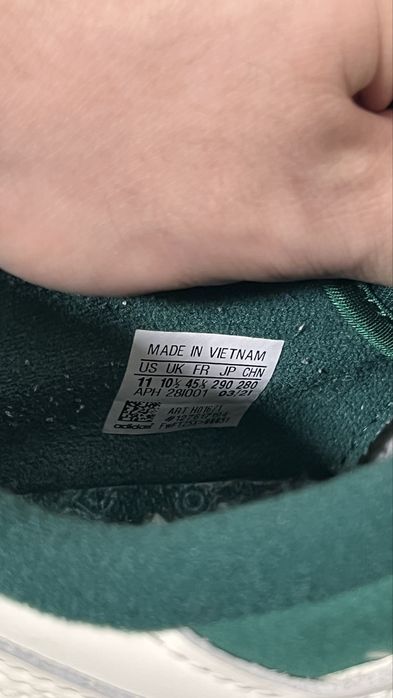 MADE IN VIETNAM
US UK FR JP CHN
11 10½ 45⅓ 290 280
APH 28I001 03/21
adidas